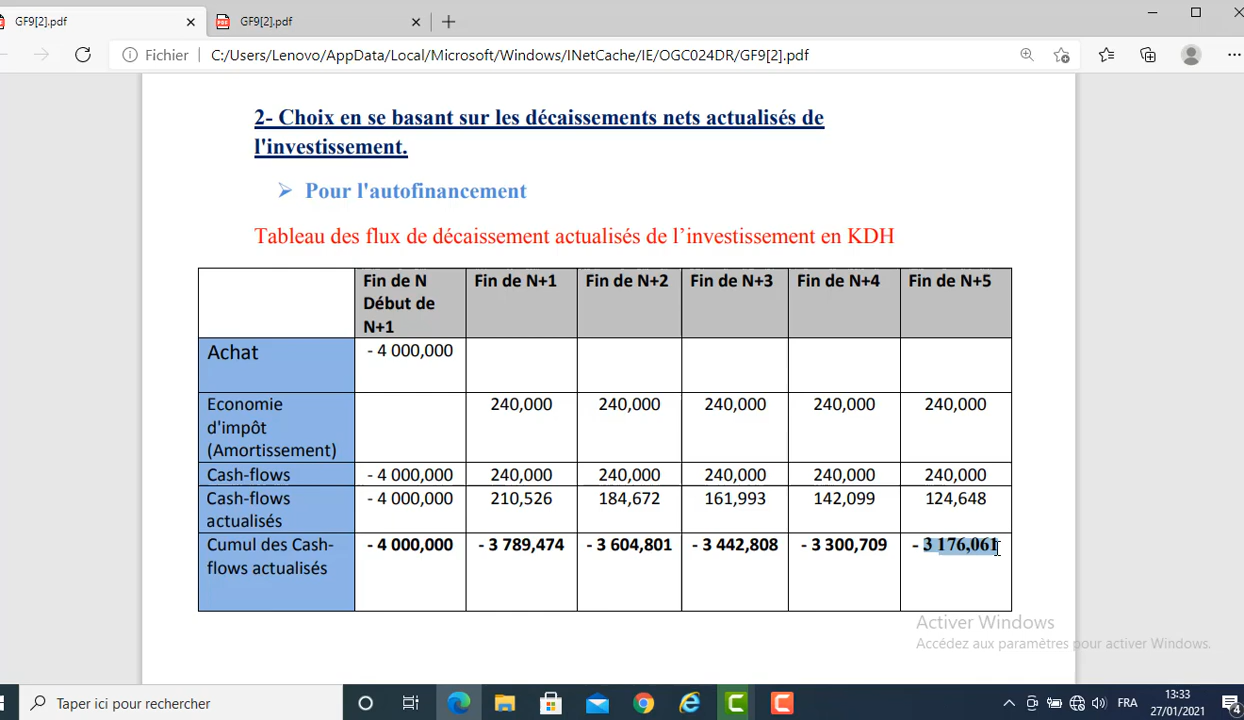 GF9[2].pdf
GF9[2].pdf
Fichier C:/Users/Lenovo/AppData/Local/Microsoft/Windows/INetCache/IE/OGC024DR/GF9[2].pdf
2- Choix en se basant sur les décaissements nets actualisés de
l'investissement.
Pour l'autofinancement
Tableau des flux de décaissement actualisés de l’investissement en KDH
Fin de N
Début de
N+1
Fin de N+1
Fin de N+2
Fin de N+3
Fin de N+4
Fin de N+5
Achat
- 4 000,000
Economie
d'impôt
(Amortissement)
240,000
240,000
240,000
240,000
240,000
Cash-flows
- 4 000,000
240,000
240,000
240,000
240,000
240,000
Cash-flows
actualisés
- 4 000,000
210,526
184,672
161,993
142,099
124,648
Cumul des Cash-
flows actualisés
- 4 000,000
- 3 789,474
- 3 604,801
- 3 442,808
- 3 300,709
- 3 176,061
Activer Windows
Accédez aux paramètres pour activer Windows.
Taper ici pour rechercher
FRA
13:33
27/01/2021
4